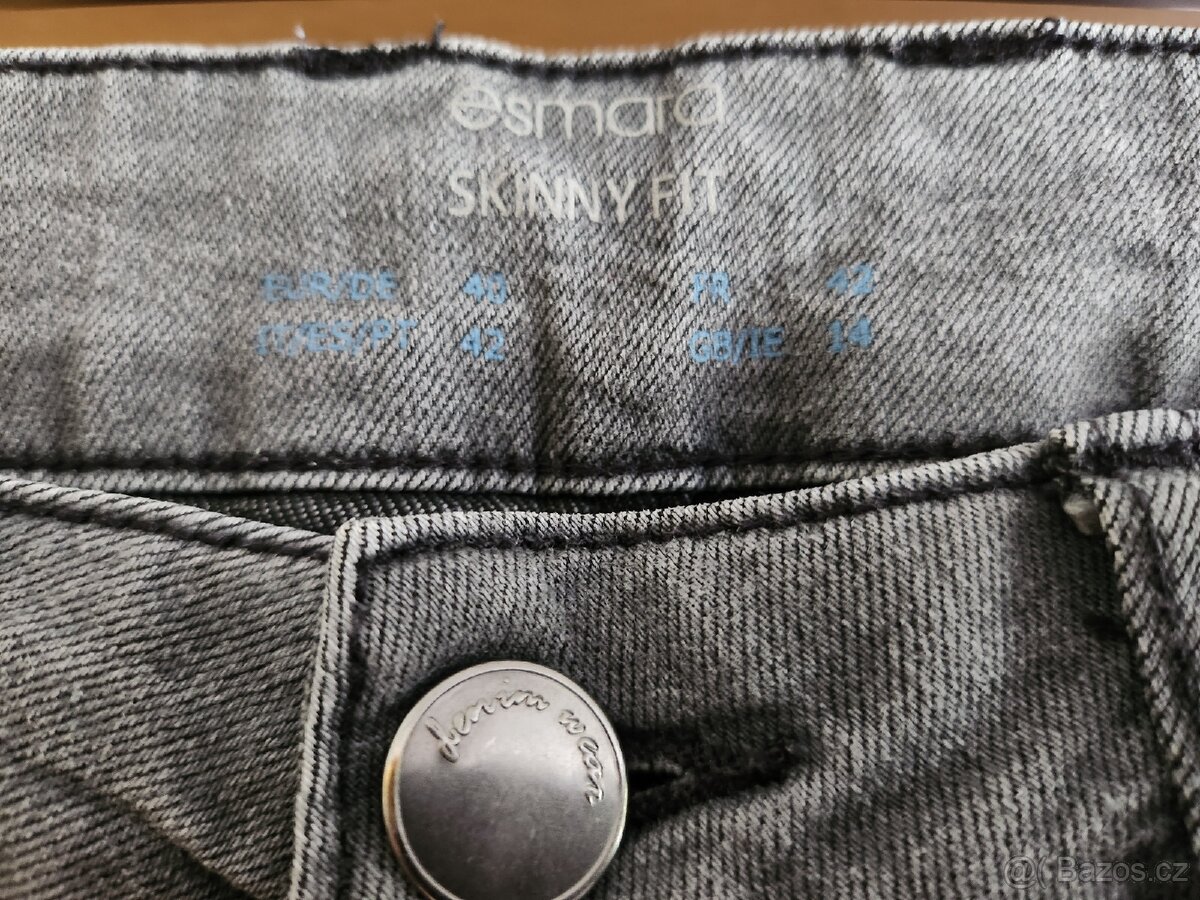 esmara
SKINNY FIT
EUR/DE 40 FR 42
IT/ES/PT 42 GB/IE 14
denim wear
@( Bazos.cz